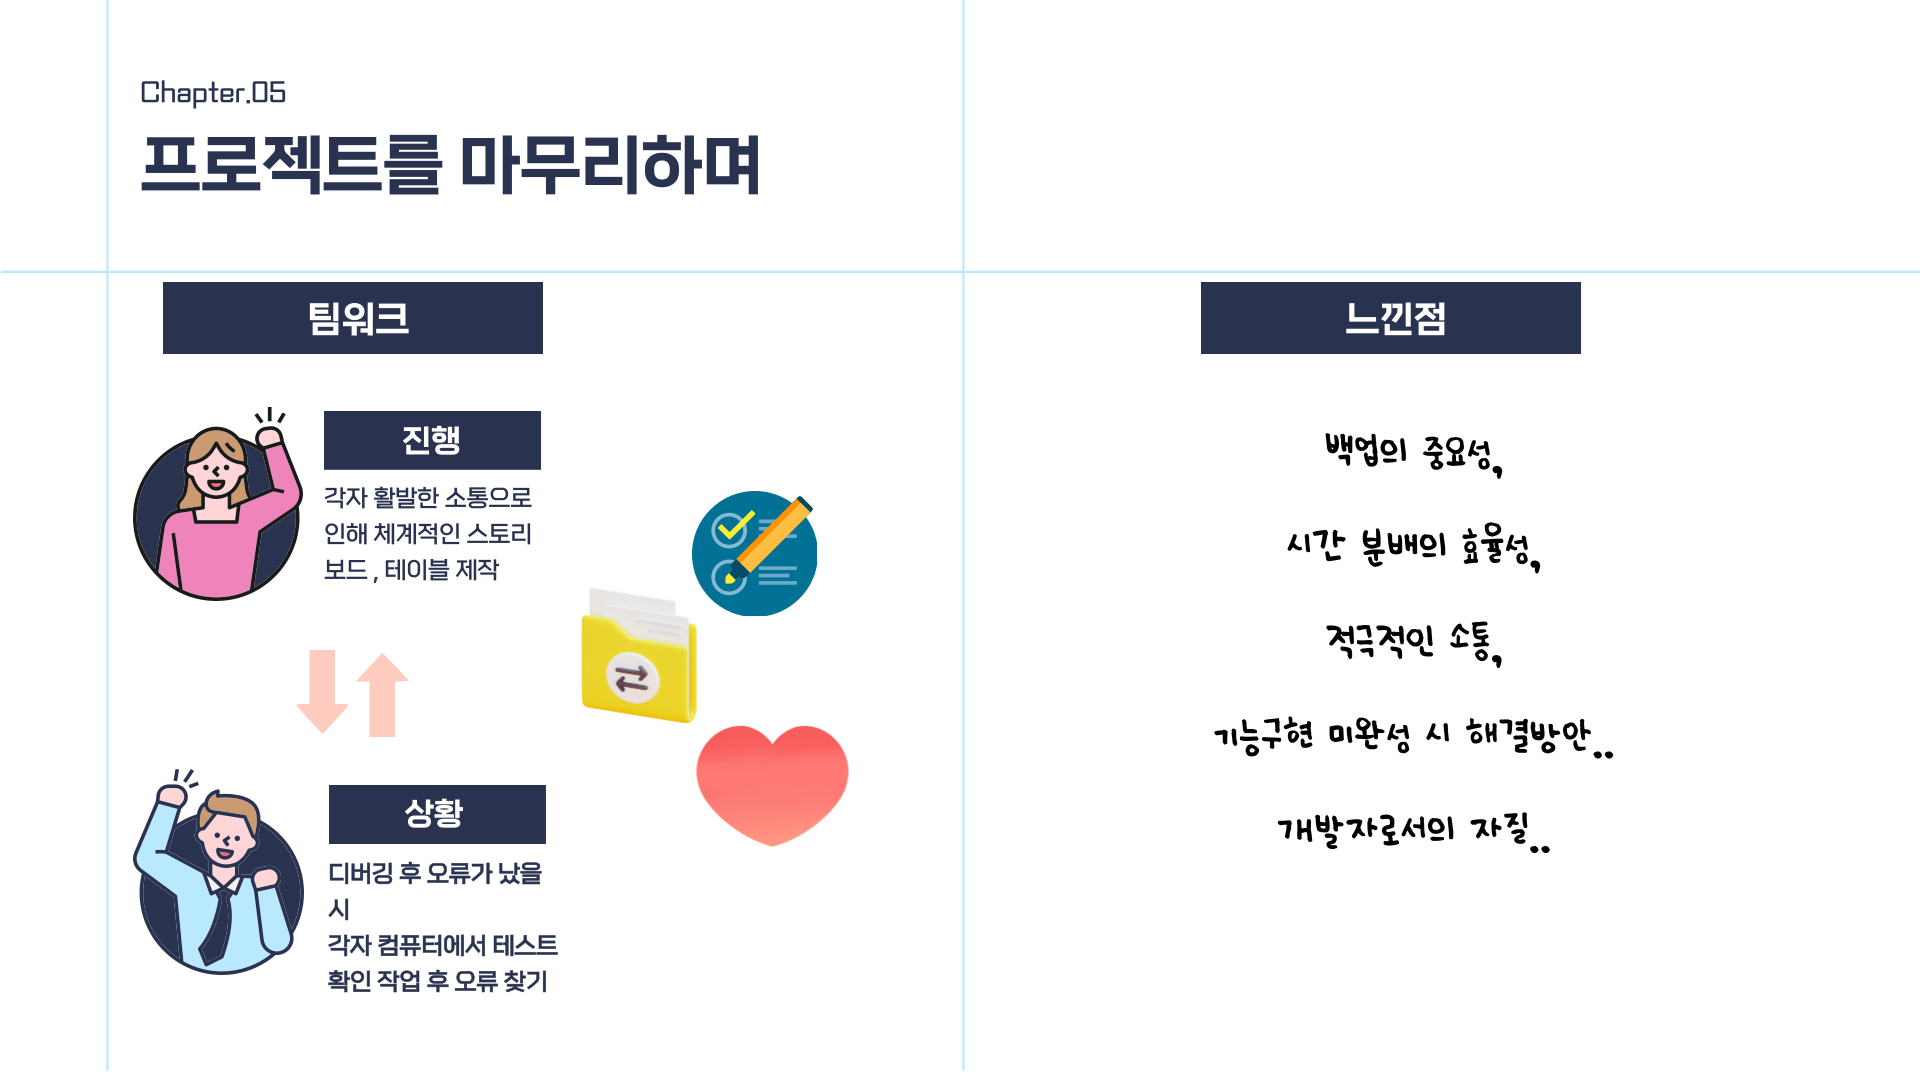 Chapter.05
프로젝트를 마무리하며
팀워크
진행
각자 활발한 소통으로
인해 체계적인 스토리
보드 , 테이블 제작
상황
디버깅 후 오류가 났을
시
각자 컴퓨터에서 테스트
확인 작업 후 오류 찾기
느낀점
백업의 중요성,
시간 분배의 효율성,
적극적인 소통,
기능구현 미완성 시 해결방안..
개발자로서의 자질..